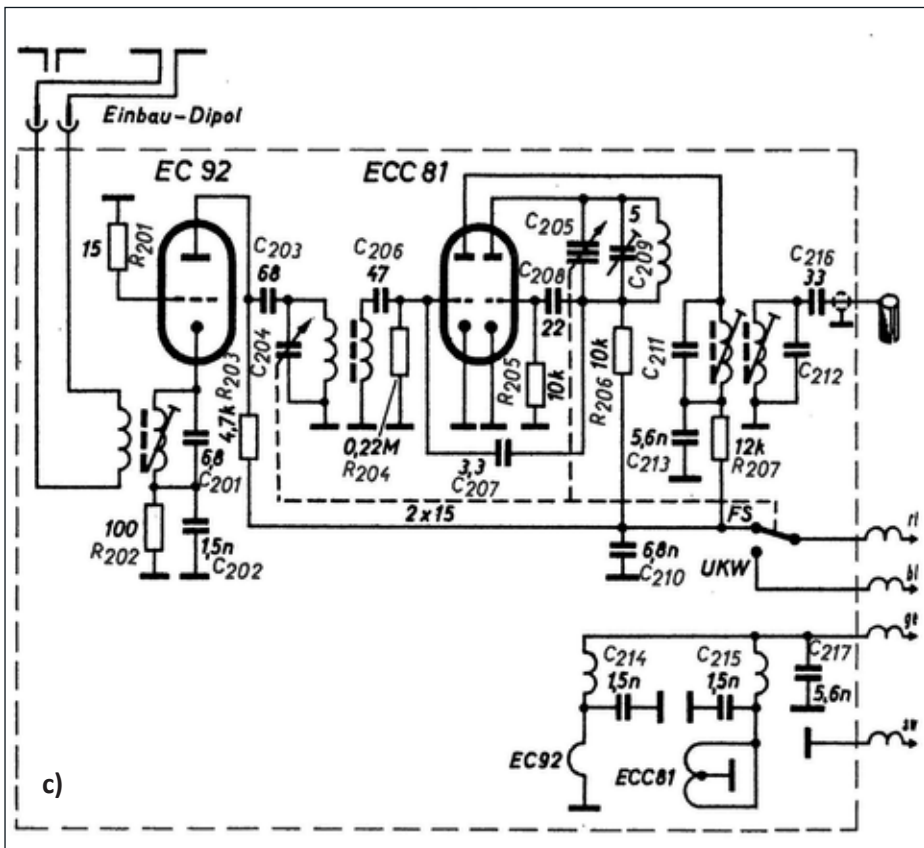 Einbau-Dipol
EC 92
ECC 81
15
R201
C203
68
C204
C206
47
C205
5
C209
C208
22
C216
33
R203
4,7k
0,22M
R204
R205
10k
10k
R206
C211
C212
6,8
C201
3,3
C207
5,6n
C213
12k
R207
100
R202
1,5n
C202
2x15
FS
rt
6,8n
C210
UKW
bl
gt
C214
1,5n
C215
1,5n
C217
5,6n
sw
EC92
ECC81
c)